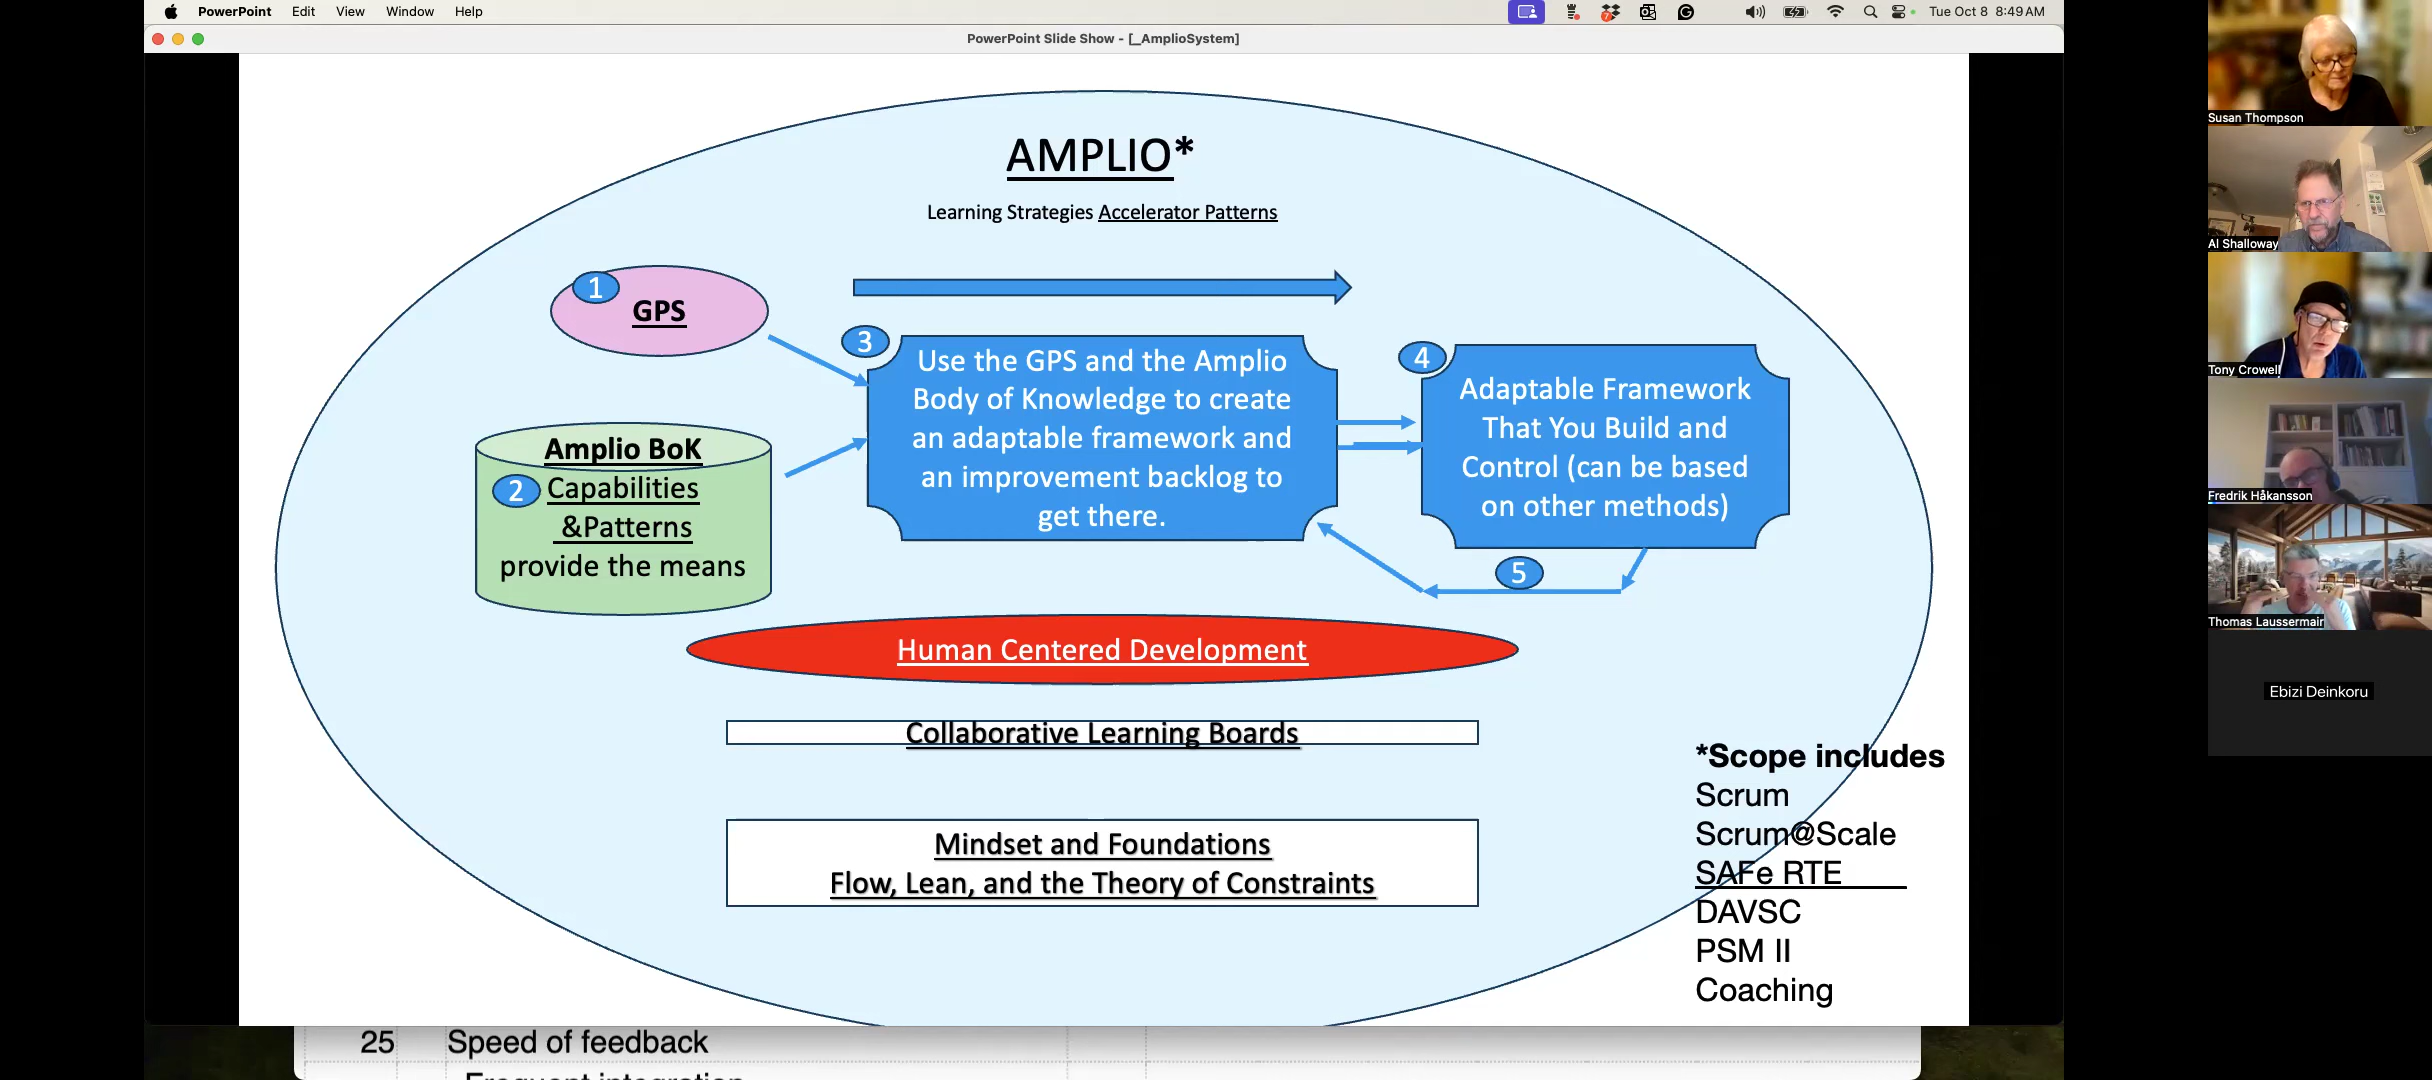 PowerPoint Edit View Window Help
7
Tue Oct 8 8:49 AM
PowerPoint Slide Show - [_AmplioSystem]
AMPLIO*
Learning Strategies Accelerator Patterns
1
GPS
2
Amplio BoK
Capabilities
&Patterns
provide the means
3
Use the GPS and the Amplio
Body of Knowledge to create
an adaptable framework and
an improvement backlog to
get there.
4
Adaptable Framework
That You Build and
Control (can be based
on other methods)
5
Human Centered Development
Collaborative Learning Boards
Mindset and Foundations
Flow, Lean, and the Theory of Constraints
*Scope includes
Scrum
Scrum@Scale
SAFe RTE
DAVSC
PSM II
Coaching
25 Speed of feedback
Frequent integration
Susan Thompson
Al Shalloway
Tony Crowell
Fredrik Håkansson
Thomas Laussermair
Ebizi Deinkoru